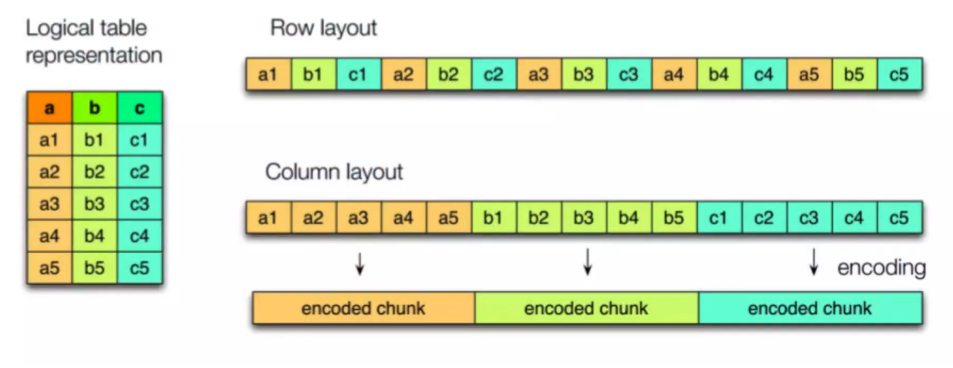 Logical table
representation
a b c
a1 b1 c1
a2 b2 c2
a3 b3 c3
a4 b4 c4
a5 b5 c5
Row layout
a1 b1 c1 a2 b2 c2 a3 b3 c3 a4 b4 c4 a5 b5 c5
Column layout
a1 a2 a3 a4 a5 b1 b2 b3 b4 b5 c1 c2 c3 c4 c5
encoding
encoded chunk encoded chunk encoded chunk